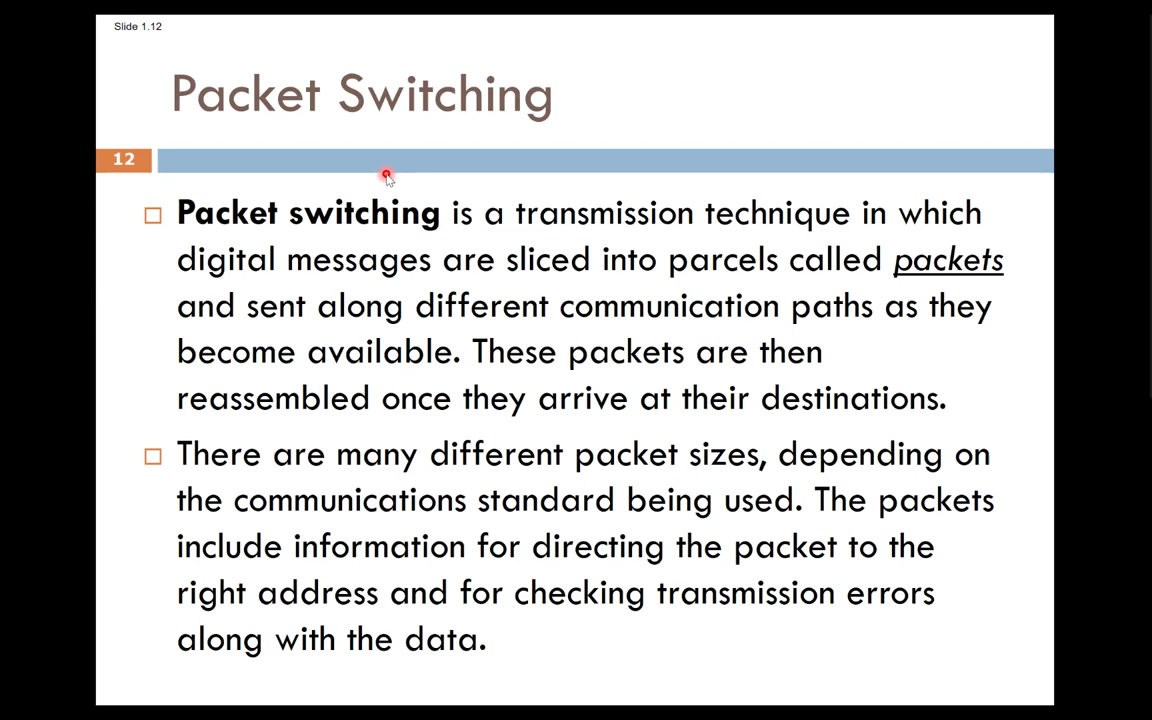 Slide 1.12
Packet Switching
12
Packet switching is a transmission technique in which
digital messages are sliced into parcels called packets
and sent along different communication paths as they
become available. These packets are then
reassembled once they arrive at their destinations.
There are many different packet sizes, depending on
the communications standard being used. The packets
include information for directing the packet to the
right address and for checking transmission errors
along with the data.